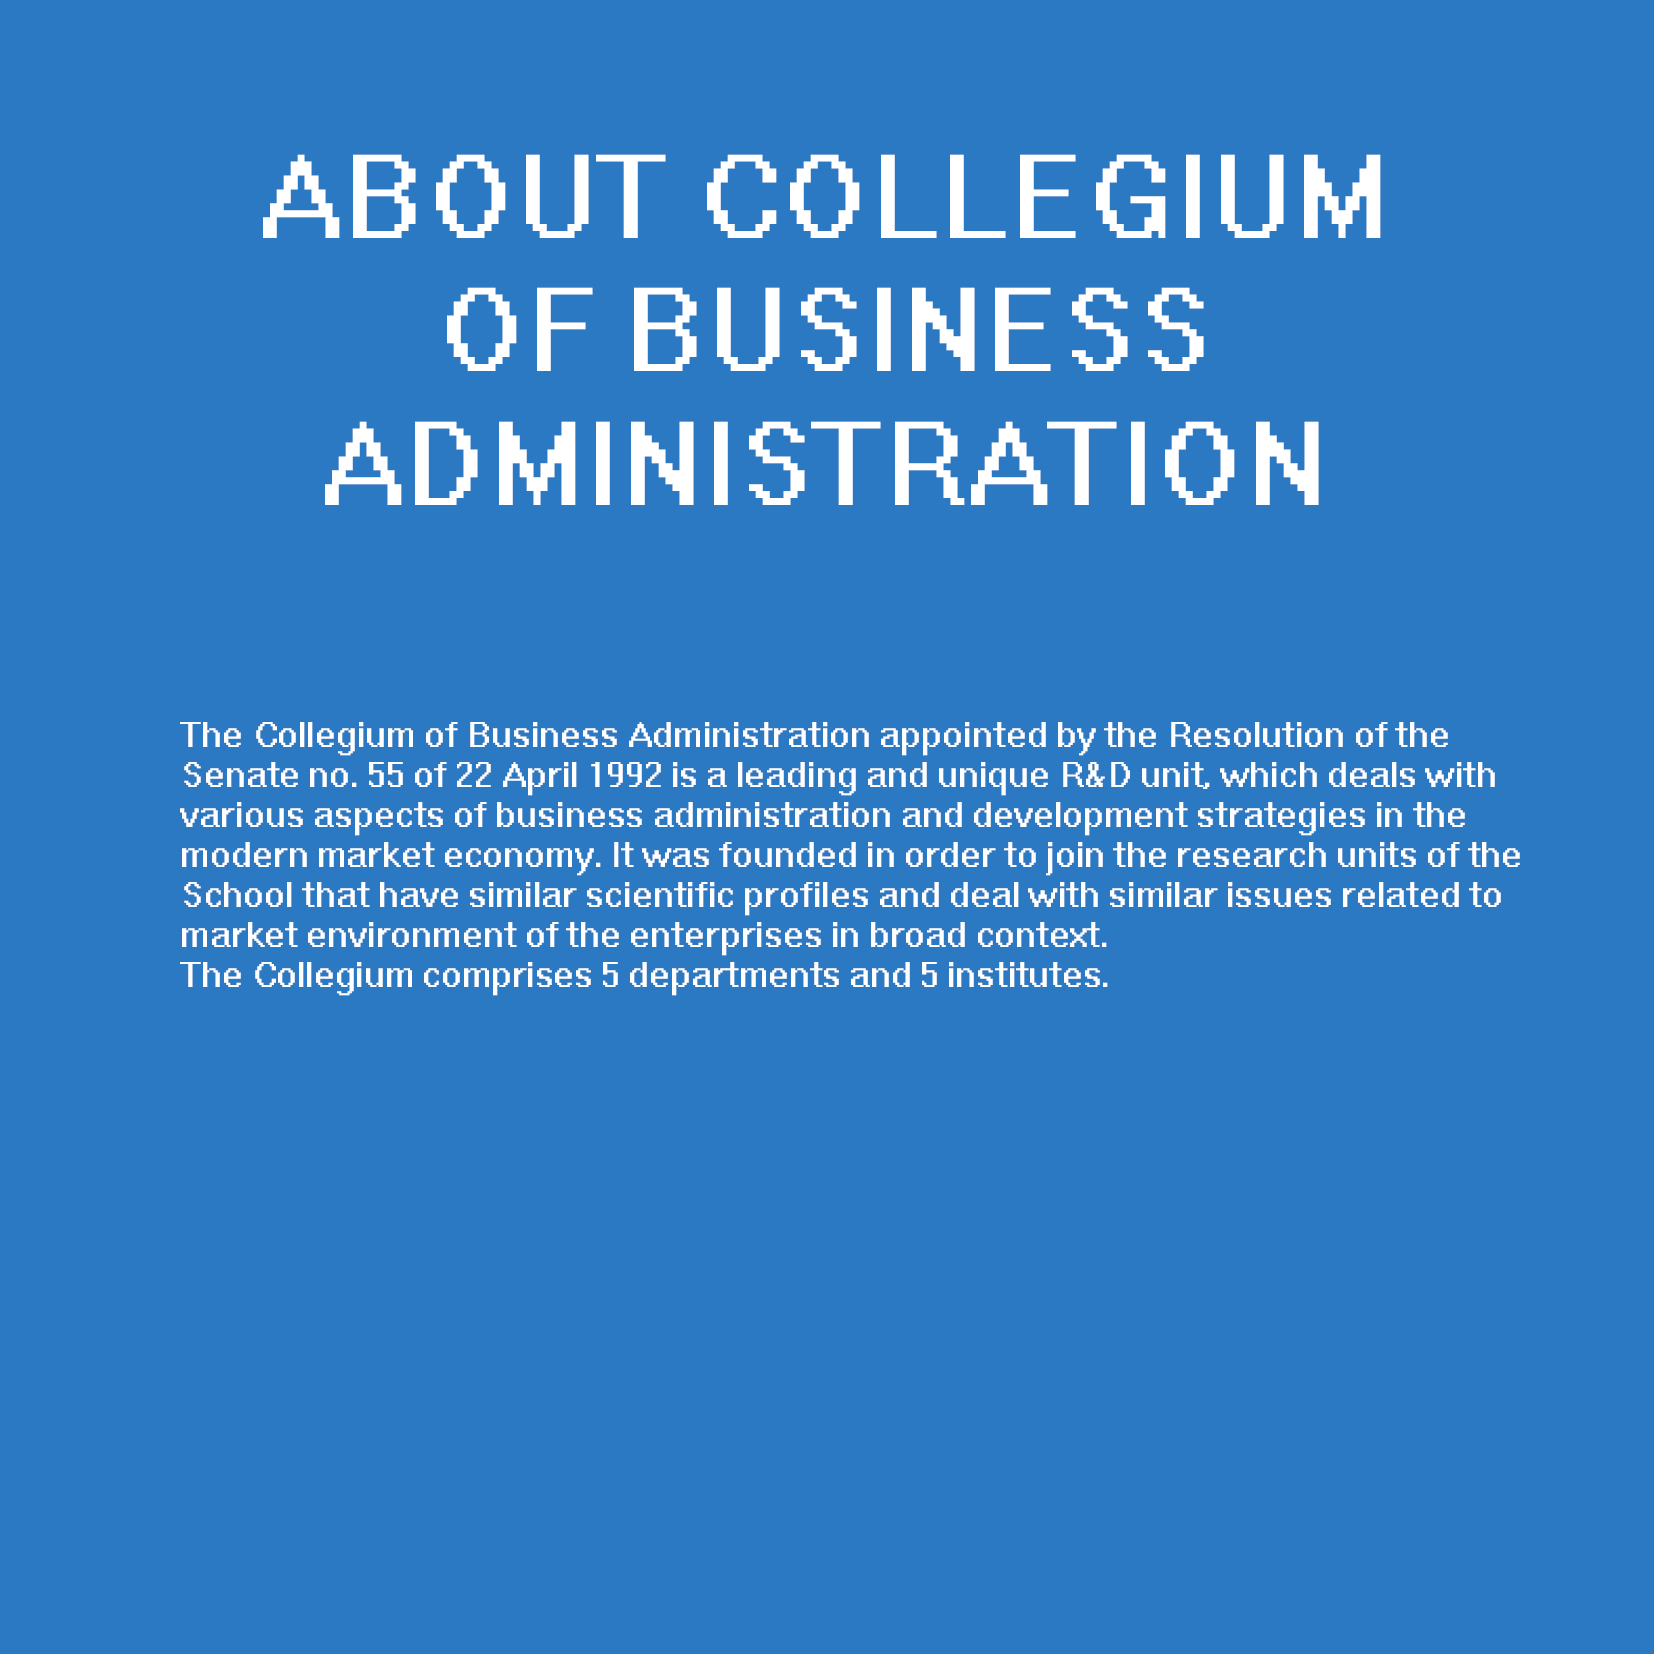 ABOUT COLLEGIUM
OF BUSINESS
ADMINISTRATION
The Collegium of Business Administration appointed by the Resolution of the
Senate no. 55 of 22 April 1992 is a leading and unique R&D unit, which deals with
various aspects of business administration and development strategies in the
modern market economy. It was founded in order to join the research units of the
School that have similar scientific profiles and deal with similar issues related to
market environment of the enterprises in broad context.
The Collegium comprises 5 departments and 5 institutes.